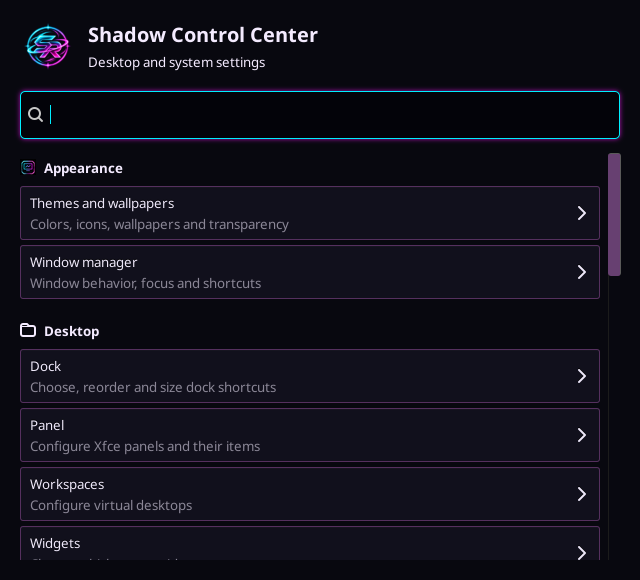 Shadow Control Center
Desktop and system settings
Appearance
Themes and wallpapers
Colors, icons, wallpapers and transparency
Window manager
Window behavior, focus and shortcuts
Desktop
Dock
Choose, reorder and size dock shortcuts
Panel
Configure Xfce panels and their items
Workspaces
Configure virtual desktops
Widgets